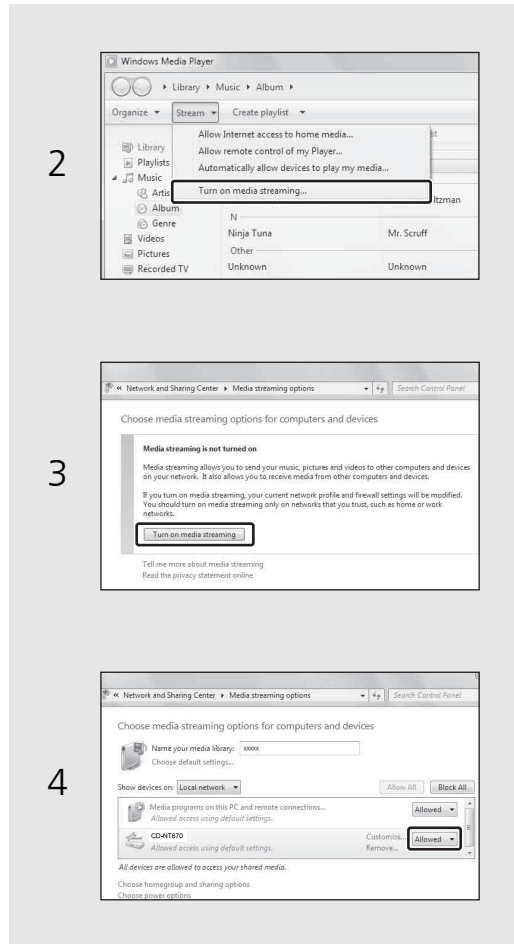 2
Windows Media Player
Library Music Album
Organize Stream Create playlist
Allow Internet access to home media...
Library
Allow remote control of my Player...
Playlists
Automatically allow devices to play my media...
Music
Turn on media streaming...
Artis
ltzman
Album
N
Genre
Ninja Tuna Mr. Scruff
Videos
Other
Pictures
Unknown Unknown
Recorded TV
3
« Network and Sharing Center Media streaming options Search Control Panel
Choose media streaming options for computers and devices
Media streaming is not turned on
Media streaming allows you to send your music, pictures and videos to other computers and devices
on your network. It also allows you to receive media from other computers and devices.
If you turn on media streaming, your current network profile and firewall settings will be modified.
You should turn on media streaming only on networks that you trust, such as home or work
networks.
Turn on media streaming
Tell me more about media streaming
Read the privacy statement online
4
« Network and Sharing Center Media streaming options Search Control Panel
Choose media streaming options for computers and devices
Name your media library: xxxxx
Choose default settings...
Show devices on: Local network Allow All Block All
Media programs on this PC and remote connections... Allowed
Allowed access using default settings.
CD-NT670 Customize... Allowed
Allowed access using default settings. Remove...
All devices are allowed to access your shared media.
Choose homegroup and sharing options
Choose power options